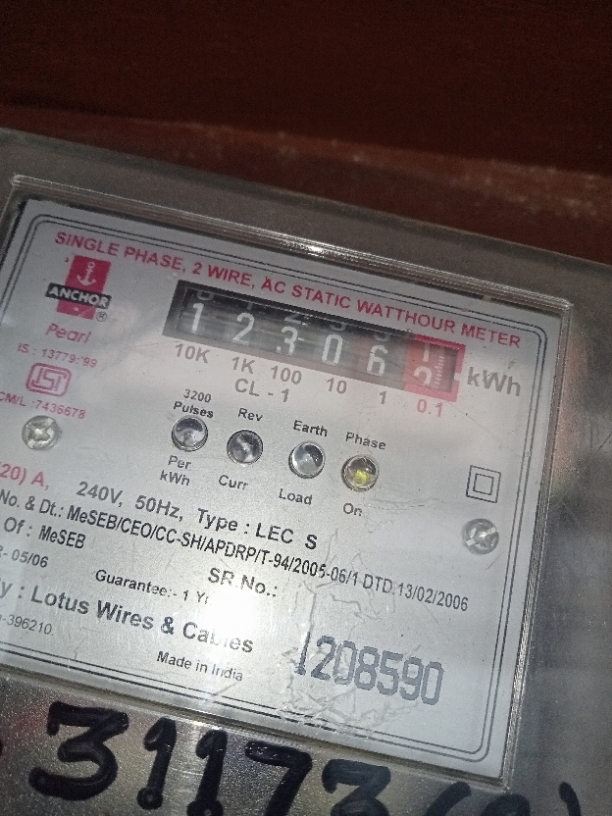 SINGLE PHASE, 2 WIRE, AC STATIC WATTHOUR METER
ANCHOR ®
Pearl
IS : 13779:'99
ISI
CM/L :7436678
1 2 3 0 6
kWh
10K 1K 100 10 1 0.1
CL - 1
3200 Pulses Rev Earth Phase
Per kWh Curr Load On
20) A, 240V, 50Hz, Type : LEC S
No. & Dt.: MeSEB/CEO/CC-SH/APDRP/T-94/2005-06/1 DTD.13/02/2006
Of : MeSEB
- 05/06
SR.No.:
Guarantee:- 1 Yr
y : Lotus Wires & Cables
-396210.
Made in India
1208590
31173